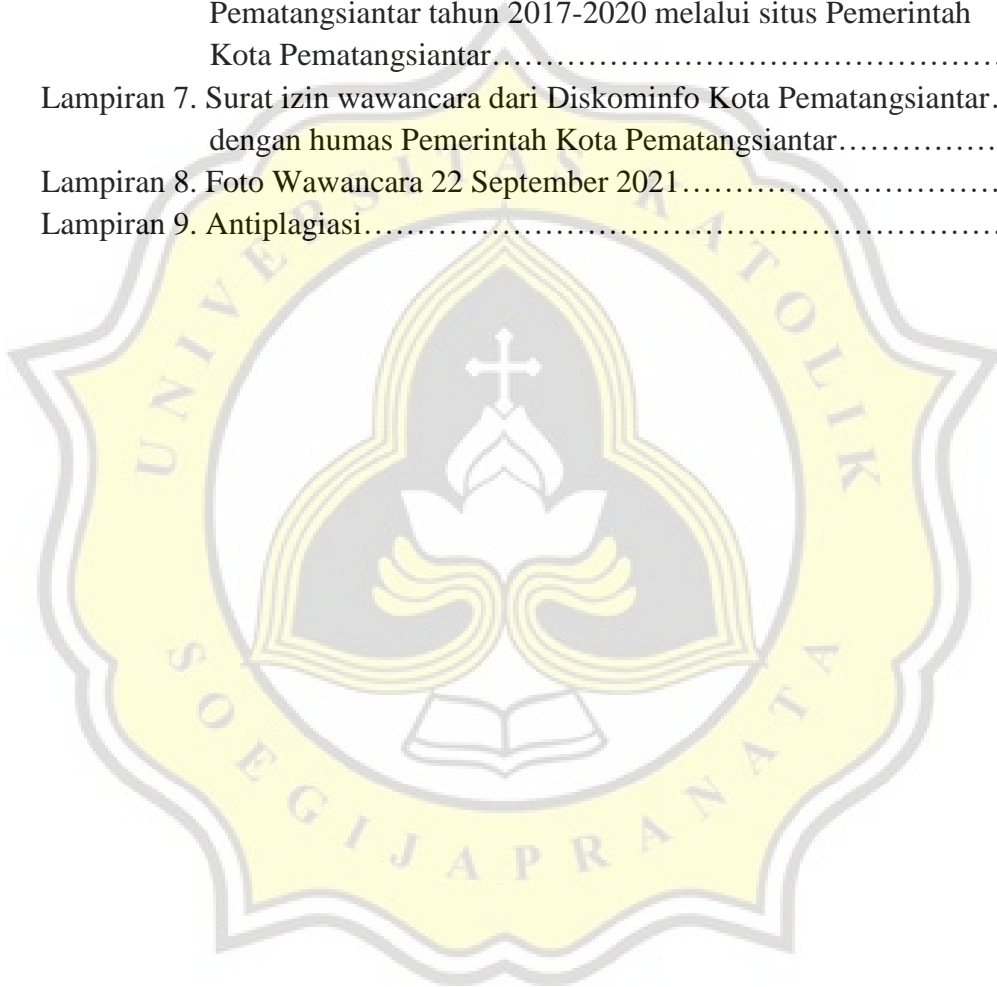 Pematangsiantar tahun 2017-2020 melalui situs Pemerintah
Kota Pematangsiantar……………………………………………
Lampiran 7. Surat izin wawancara dari Diskominfo Kota Pematangsiantar.
dengan humas Pemerintah Kota Pematangsiantar……………
Lampiran 8. Foto Wawancara 22 September 2021…………………………
Lampiran 9. Antiplagiasi…………………………………………………………
UNIVERSITAS KATOLIK
SOEGIJAPRANATA